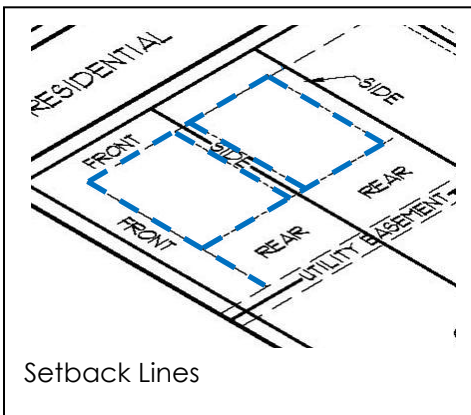 RESIDENTIAL
SIDE
FRONT
SIDE
REAR
FRONT
REAR
UTILITY EASEMENT
Setback Lines